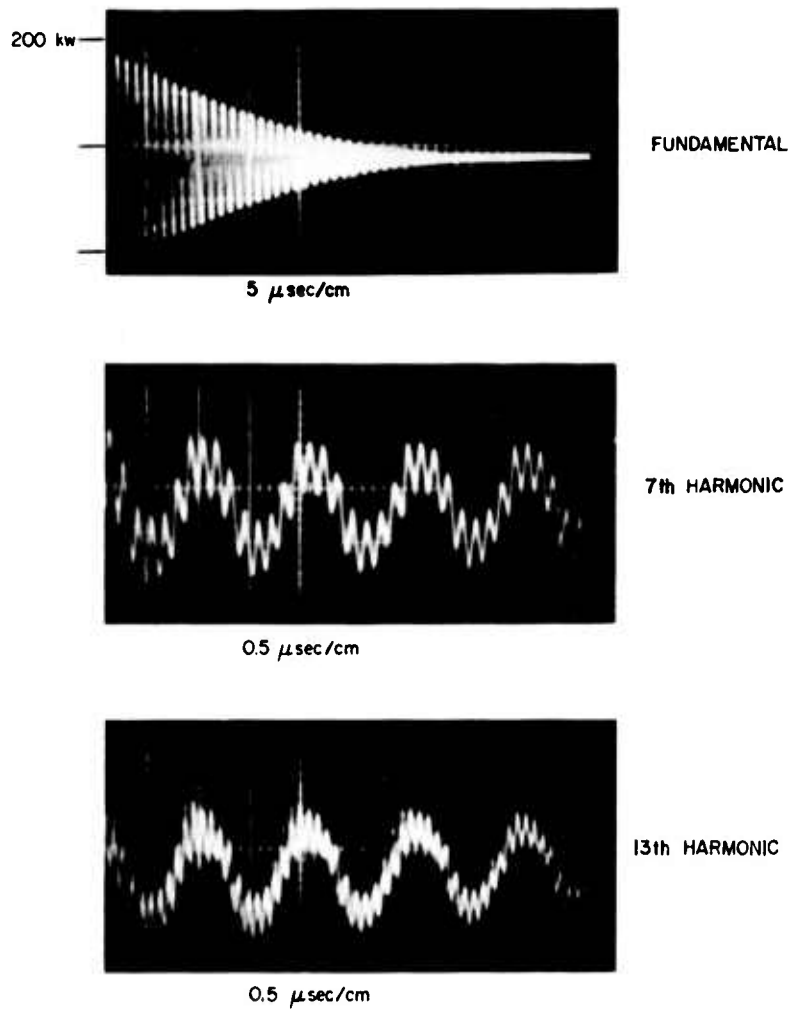 200 kw
FUNDAMENTAL
5 μsec/cm
7th HARMONIC
0.5 μsec/cm
13th HARMONIC
0.5 μsec/cm